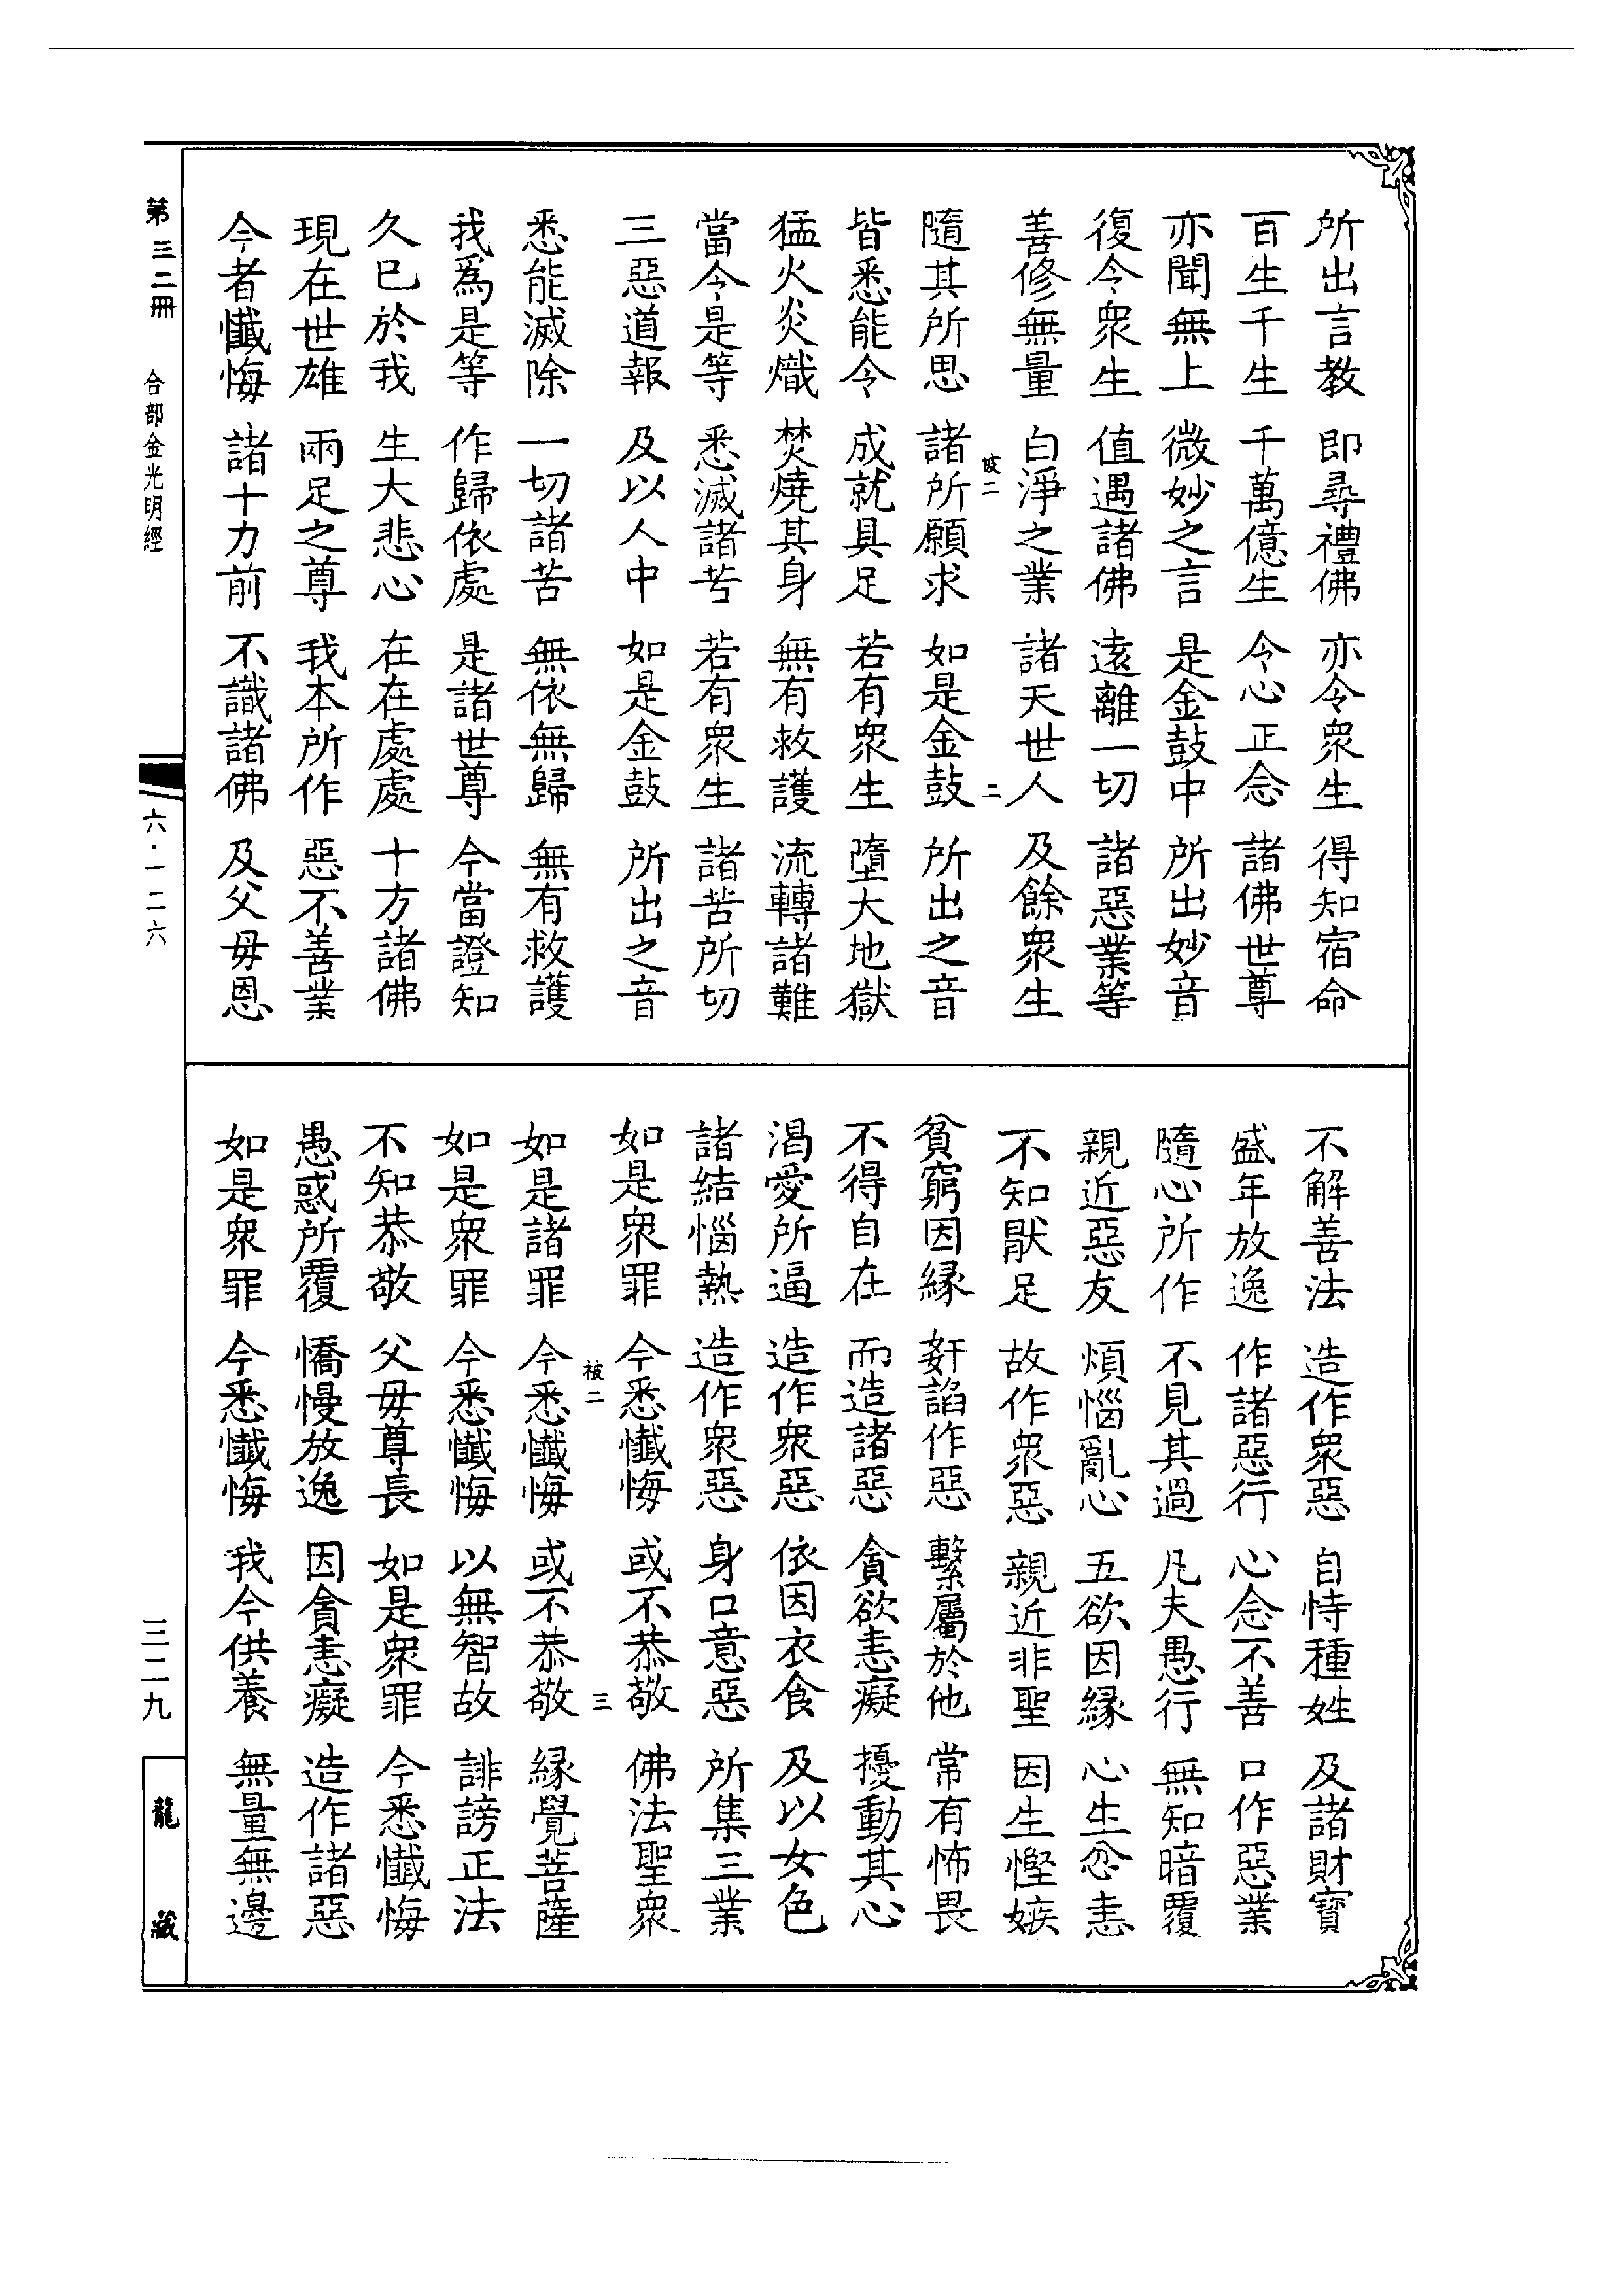 所出言教　即尋禮佛　亦令衆生　得知宿命
百生千生　千萬億生　令心正念　諸佛世尊
亦聞無上　微妙之言　是金鼓中　所出妙音
復令衆生　值遇諸佛　遠離一切　諸惡業等
善修無量　白淨之業　諸天世人　及餘衆生
被二　二
隨其所思　諸所願求　如是金鼓　所出之音
皆悉能令　成就具足　若有衆生　墮大地獄
猛火炎熾　焚燒其身　無有救護　流轉諸難
當令是等　悉滅諸苦　若有衆生　諸苦所切
三惡道報　及以人中　如是金鼓　所出之音
悉能滅除　一切諸苦　無依無歸　無有救護
我爲是等　作歸依處　是諸世尊　今當證知
久已於我　生大悲心　在在處處　十方諸佛
現在世雄　兩足之尊　我本所作　惡不善業
今者懺悔　諸十力前　不識諸佛　及父母恩
不解善法　造作衆惡　自恃種姓　及諸財寶
盛年放逸　作諸惡行　心念不善　口作惡業
隨心所作　不見其過　凡夫愚行　無知暗覆
親近惡友　煩惱亂心　五欲因緣　心生忿恚
不知猒足　故作衆惡　親近非聖　因生慳嫉
貧窮因緣　姧諂作惡　繫屬於他　常有怖畏
不得自在　而造諸惡　貪欲恚癡　擾動其心
渴愛所逼　造作衆惡　依因衣食　及以女色
諸結惱熱　造作衆惡　身口意惡　所集三業
如是衆罪　今悉懺悔　或不恭敬　佛法聖衆
被二　三
如是諸罪　今悉懺悔　或不恭敬　緣覺菩薩
如是衆罪　今悉懺悔　以無智故　誹謗正法
不知恭敬　父母尊長　如是衆罪　今悉懺悔
愚惑所覆　憍慢放逸　因貪恚癡　造作諸惡
如是衆罪　今悉懺悔　我今供養　無量無邊
第三二冊　合部金光明經　六·一二六　三二九　龍藏